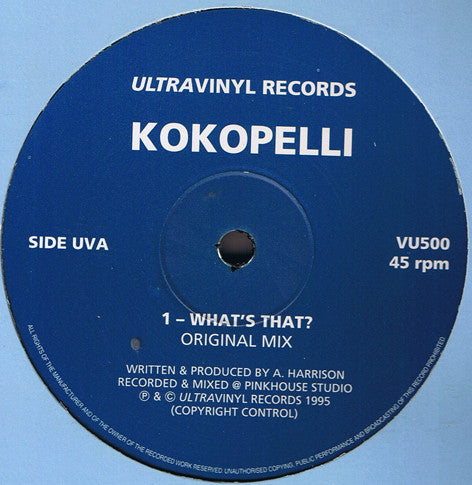 ULTRAVINYL RECORDS
KOKOPELLI
SIDE UVA
VU500
45 rpm
1 – WHAT'S THAT?
ORIGINAL MIX
WRITTEN & PRODUCED BY A. HARRISON
RECORDED & MIXED @ PINKHOUSE STUDIO
℗ & © ULTRAVINYL RECORDS 1995
(COPYRIGHT CONTROL)
ALL RIGHTS OF THE MANUFACTURER AND OF THE OWNER OF THE RECORDED WORK RESERVED. UNAUTHORISED COPYING, PUBLIC PERFORMANCE AND BROADCASTING OF THIS RECORD PROHIBITED